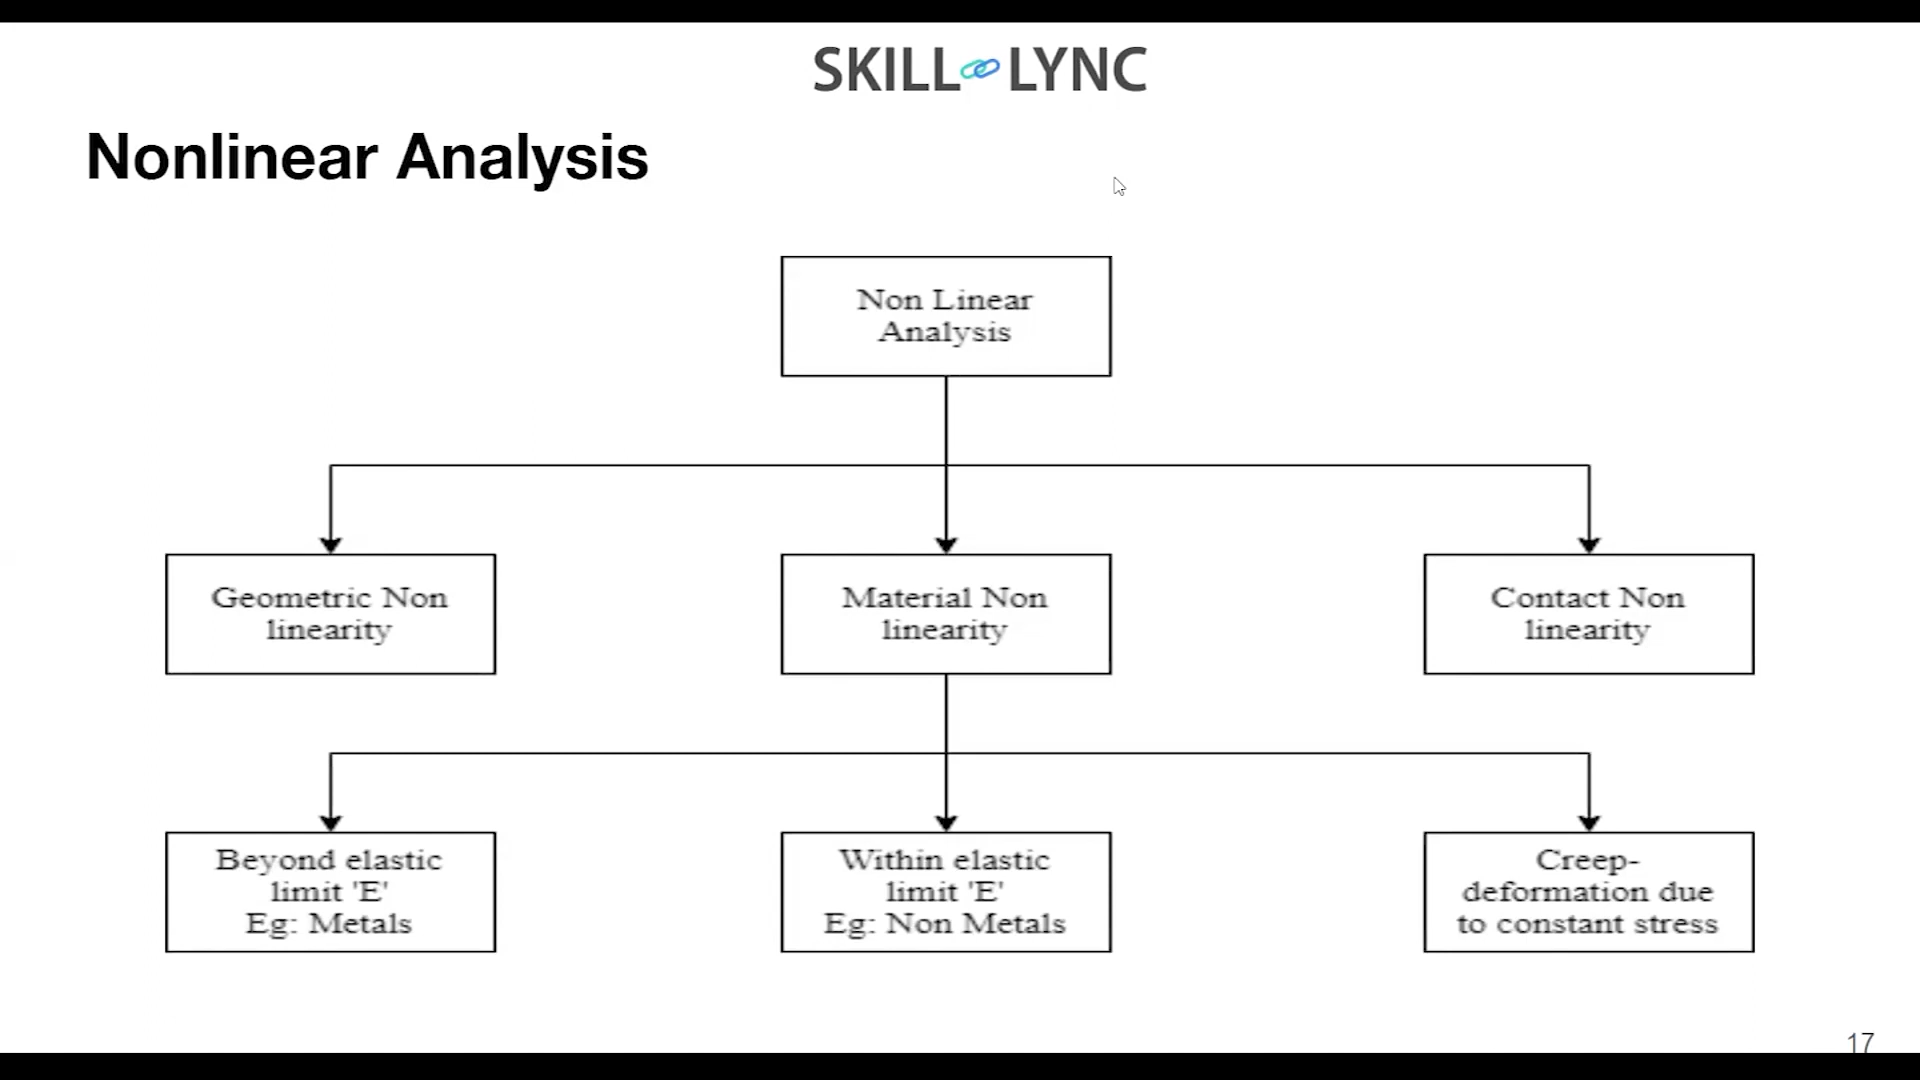 SKILL LYNC
Nonlinear Analysis
Non Linear
Analysis
Geometric Non
linearity
Material Non
linearity
Contact Non
linearity
Beyond elastic
limit 'E'
Eg: Metals
Within elastic
limit 'E'
Eg: Non Metals
Creep-
deformation due
to constant stress
17